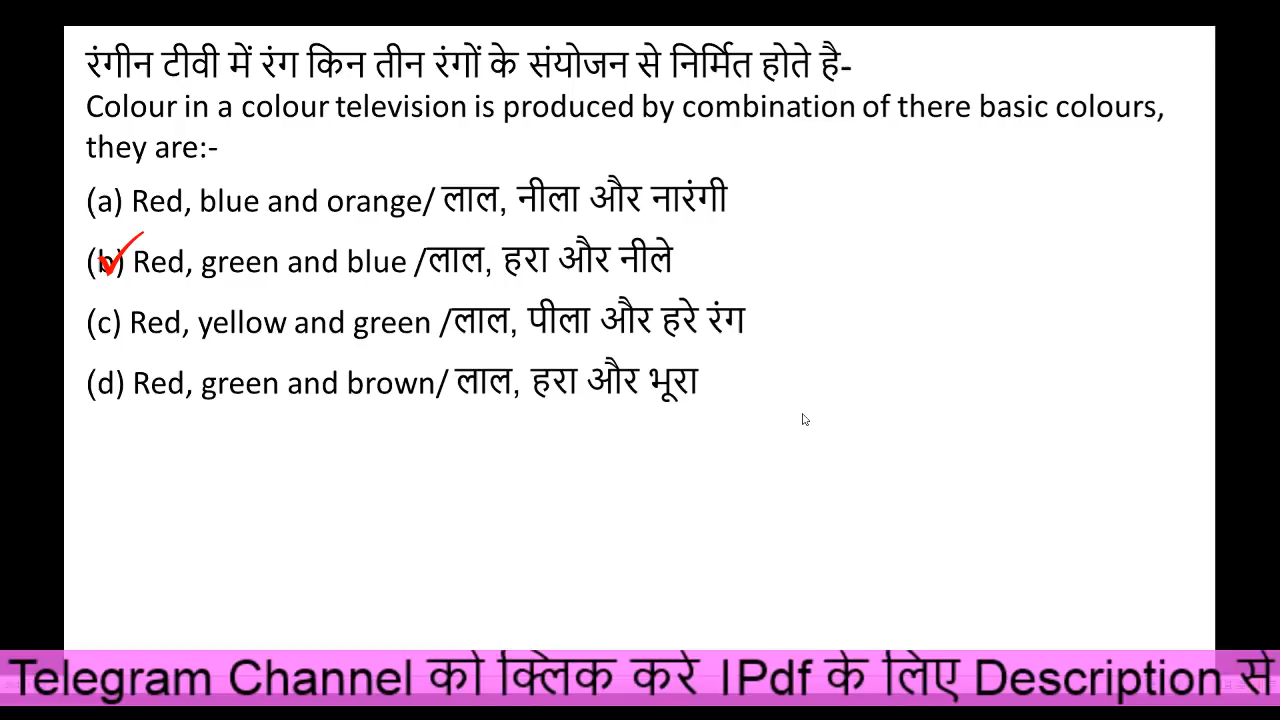 रंगीन टीवी में रंग किन तीन रंगों के संयोजन से निर्मित होते है-
Colour in a colour television is produced by combination of there basic colours,
they are:-
(a) Red, blue and orange/ लाल, नीला और नारंगी
(b) Red, green and blue /लाल, हरा और नीले
(c) Red, yellow and green /लाल, पीला और हरे रंग
(d) Red, green and brown/ लाल, हरा और भूरा
Telegram Channel को क्लिक करे ।Pdf के लिए Description से